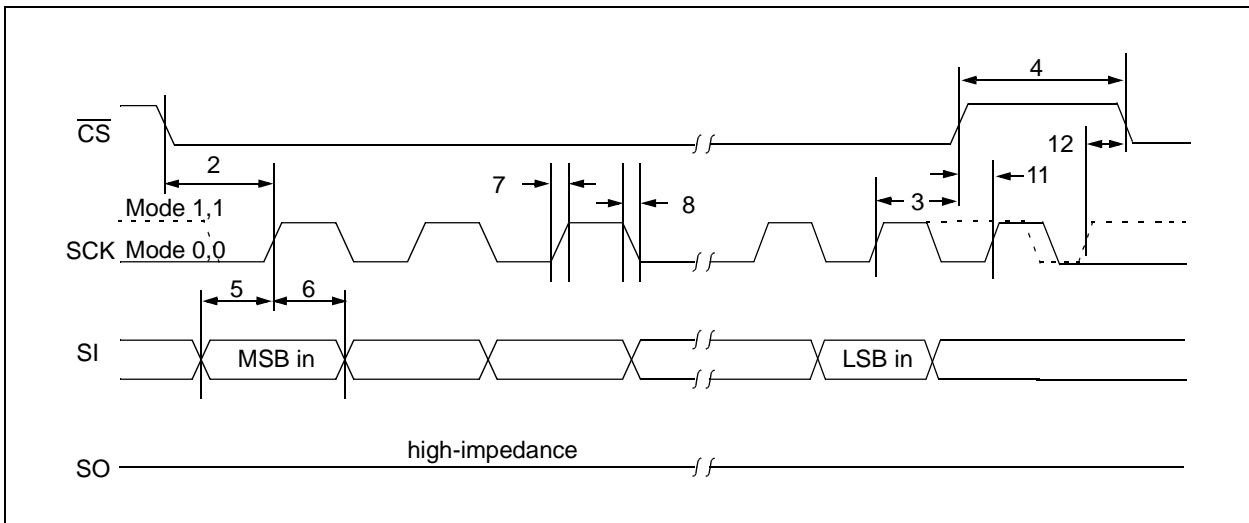 4
CS
12
2
7
11
8
3
Mode 1,1
SCK Mode 0,0
5
6
SI
MSB in
LSB in
high-impedance
SO